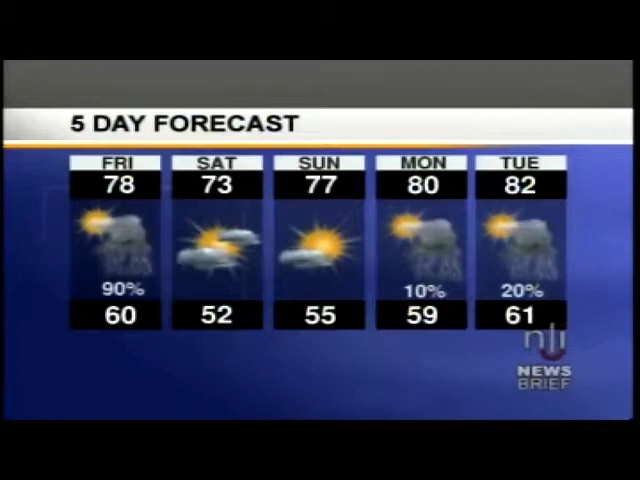 5 DAY FORECAST
FRI SAT SUN MON TUE
78 73 77 80 82
90% 10% 20%
60 52 55 59 61
nji
NEWS
BRIEF